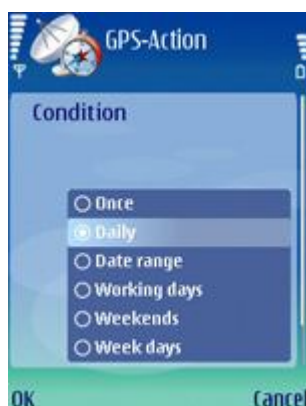 GPS-Action
Condition
Once
Daily
Date range
Working days
Weekends
Week days
OK Cancel